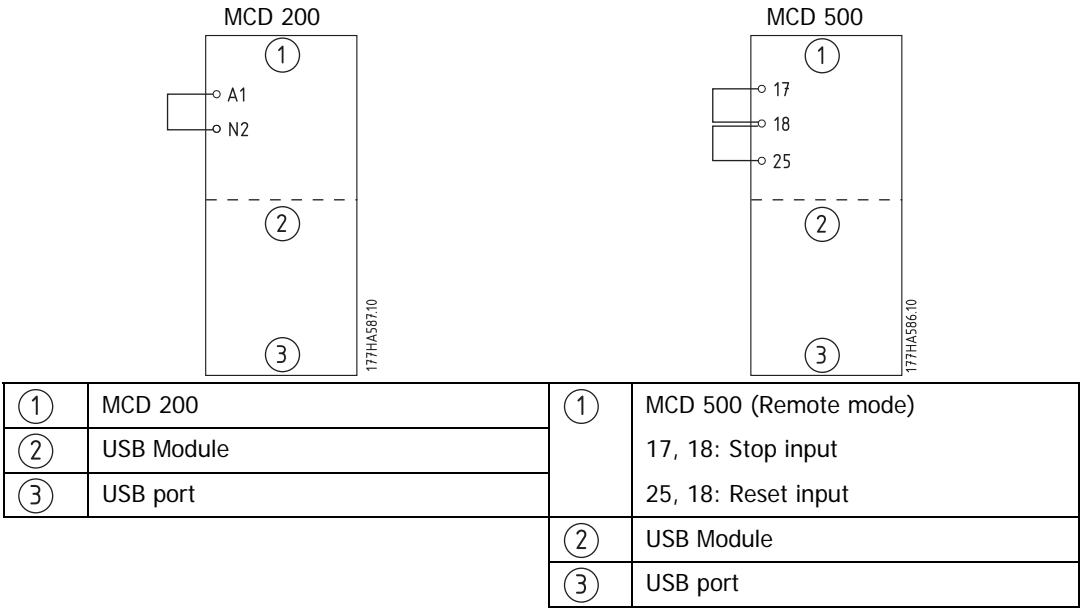 MCD 200
1
A1
N2
2
3
177HA587.10
MCD 500
1
17
18
25
2
3
177HA586.10
1 MCD 200
2 USB Module
3 USB port
1 MCD 500 (Remote mode)
17, 18: Stop input
25, 18: Reset input
2 USB Module
3 USB port